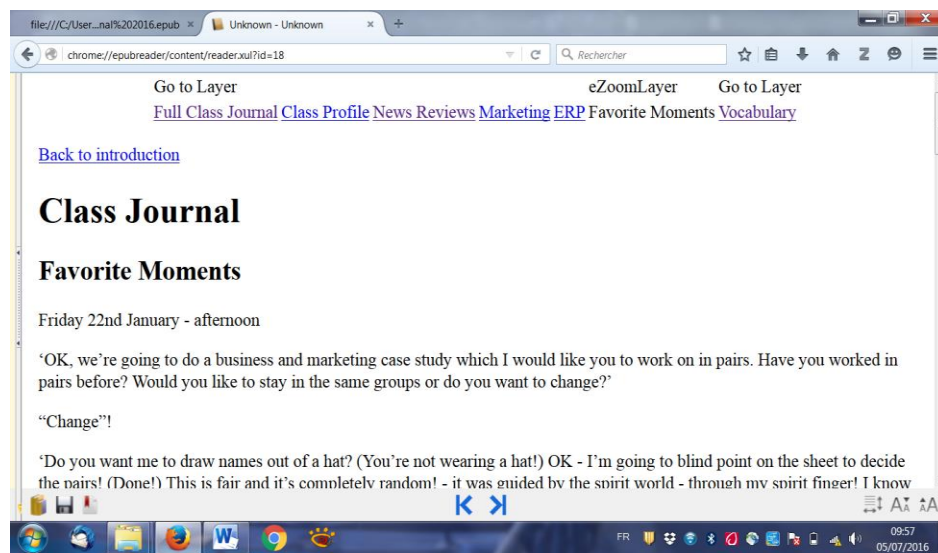 file:///C:/User...nal%202016.epub
Unknown - Unknown
chrome://epubreader/content/reader.xul?id=18
Rechercher
Go to Layer eZoomLayer Go to Layer
Full Class Journal Class Profile News Reviews Marketing ERP Favorite Moments Vocabulary
Back to introduction
Class Journal
Favorite Moments
Friday 22nd January - afternoon
‘OK, we’re going to do a business and marketing case study which I would like you to work on in pairs. Have you worked in
pairs before? Would you like to stay in the same groups or do you want to change?’
“Change”!
‘Do you want me to draw names out of a hat? (You’re not wearing a hat!) OK - I’m going to blind point on the sheet to decide
the pairs! (Done!) This is fair and it’s completely random! - it was guided by the spirit world - through my spirit finger! I know
FR
09:57
05/07/2016